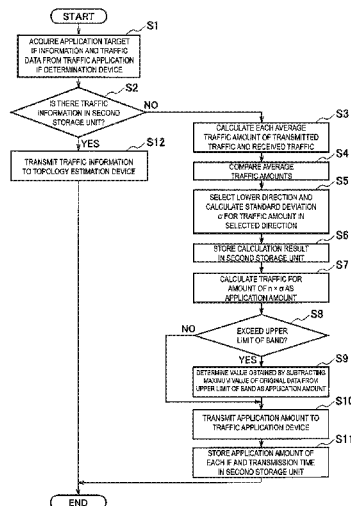 START
S1
ACQUIRE APPLICATION TARGET
IF INFORMATION AND TRAFFIC
DATA FROM TRAFFIC APPLICATION
IF DETERMINATION DEVICE
S2
IS THERE TRAFFIC
INFORMATION IN SECOND
STORAGE UNIT?
NO
YES
S12
TRANSMIT TRAFFIC INFORMATION
TO TOPOLOGY ESTIMATION DEVICE
S3
CALCULATE EACH AVERAGE
TRAFFIC AMOUNT OF TRANSMITTED
TRAFFIC AND RECEIVED TRAFFIC
S4
COMPARE AVERAGE
TRAFFIC AMOUNTS
S5
SELECT LOWER DIRECTION AND
CALCULATE STANDARD DEVIATION
σ FOR TRAFFIC AMOUNT IN
SELECTED DIRECTION
S6
STORE CALCULATION RESULT
IN SECOND STORAGE UNIT
S7
CALCULATE TRAFFIC FOR
AMOUNT OF n × σ AS
APPLICATION AMOUNT
S8
EXCEED UPPER
LIMIT OF BAND?
NO
YES
S9
DETERMINE VALUE OBTAINED BY SUBTRACTING
MAXIMUM VALUE OF ORIGINAL DATA FROM
UPPER LIMIT OF BAND AS APPLICATION AMOUNT
S10
TRANSMIT APPLICATION AMOUNT TO
TRAFFIC APPLICATION DEVICE
S11
STORE APPLICATION AMOUNT OF
EACH IF AND TRANSMISSION TIME
IN SECOND STORAGE UNIT
END